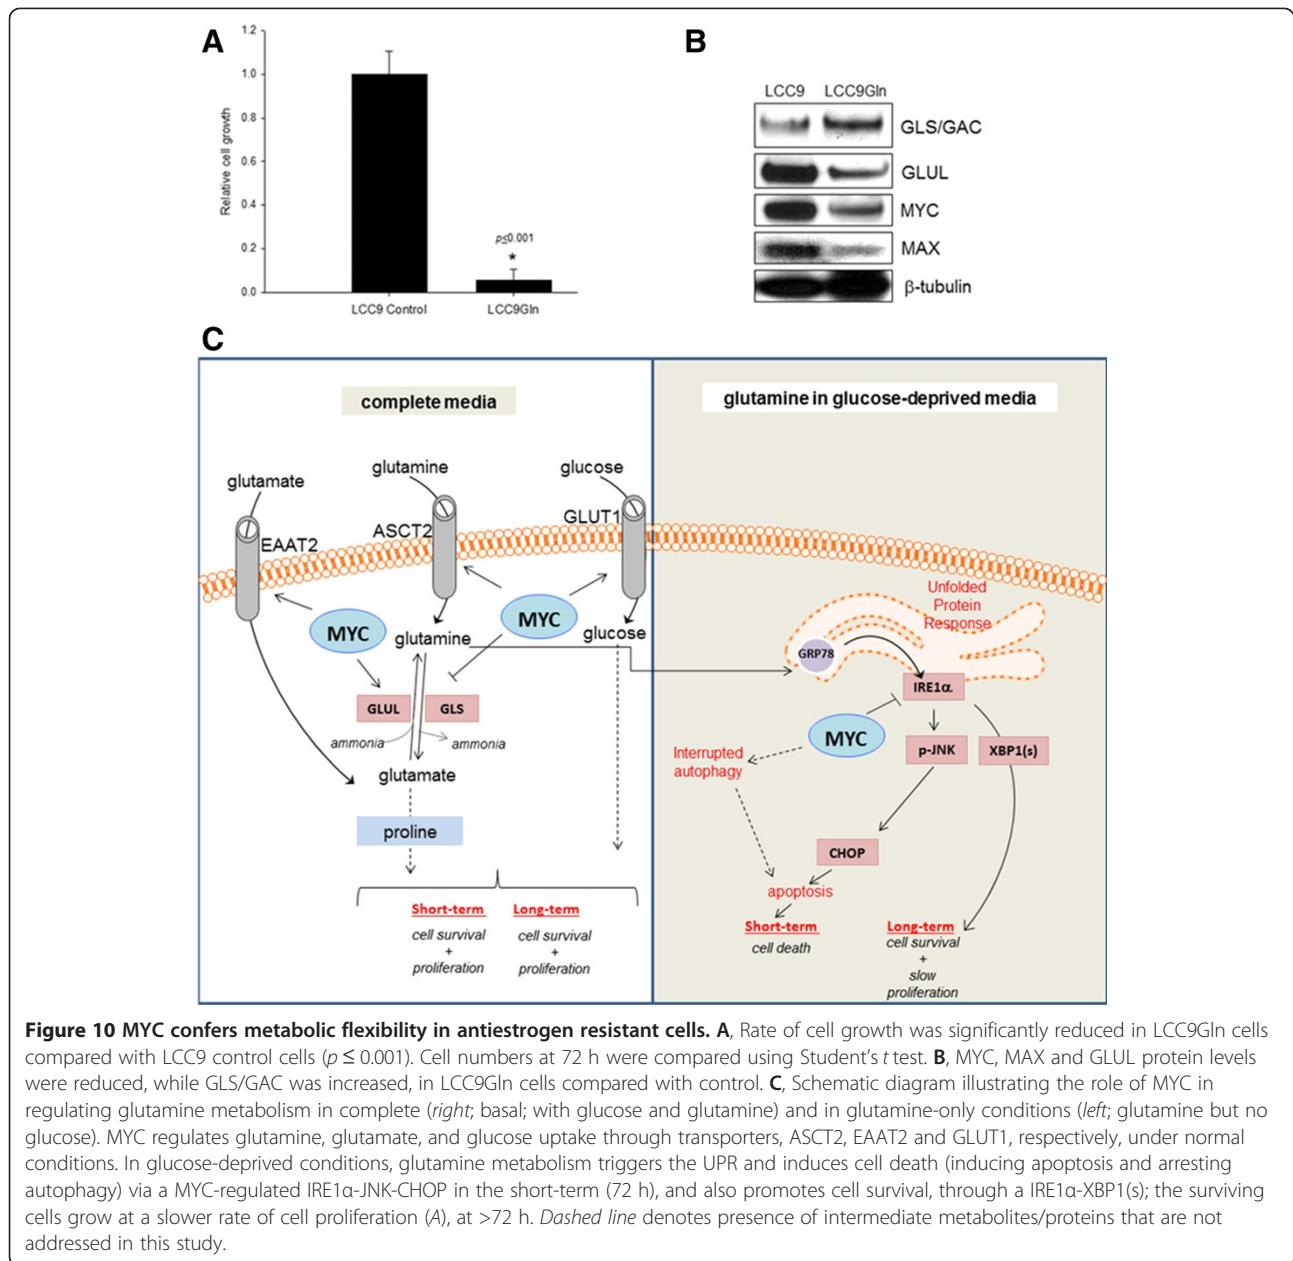 A
1.2
1.0
0.8
0.6
0.4
0.2
0.0
Relative cell growth
p≤0.001
*
LCC9 Control
LCC9Gln
B
LCC9 LCC9Gln
GLS/GAC
GLUL
MYC
MAX
β-tubulin
C
complete media
glutamate
glutamine
glucose
EAAT2
ASCT2
GLUT1
MYC
MYC
glutamine
glucose
GLUL
GLS
ammonia
ammonia
glutamate
proline
Short-term
Long-term
cell survival
+
proliferation
cell survival
+
proliferation
glutamine in glucose-deprived media
Unfolded
Protein
Response
GRP78
IRE1α
MYC
p-JNK
XBP1(s)
Interrupted
autophagy
CHOP
apoptosis
Short-term
cell death
Long-term
cell survival
+
slow
proliferation
Figure 10 MYC confers metabolic flexibility in antiestrogen resistant cells. A, Rate of cell growth was significantly reduced in LCC9Gln cells
compared with LCC9 control cells (p ≤ 0.001). Cell numbers at 72 h were compared using Student's t test. B, MYC, MAX and GLUL protein levels
were reduced, while GLS/GAC was increased, in LCC9Gln cells compared with control. C, Schematic diagram illustrating the role of MYC in
regulating glutamine metabolism in complete (right; basal; with glucose and glutamine) and in glutamine-only conditions (left; glutamine but no
glucose). MYC regulates glutamine, glutamate, and glucose uptake through transporters, ASCT2, EAAT2 and GLUT1, respectively, under normal
conditions. In glucose-deprived conditions, glutamine metabolism triggers the UPR and induces cell death (inducing apoptosis and arresting
autophagy) via a MYC-regulated IRE1α-JNK-CHOP in the short-term (72 h), and also promotes cell survival, through a IRE1α-XBP1(s); the surviving
cells grow at a slower rate of cell proliferation (A), at >72 h. Dashed line denotes presence of intermediate metabolites/proteins that are not
addressed in this study.